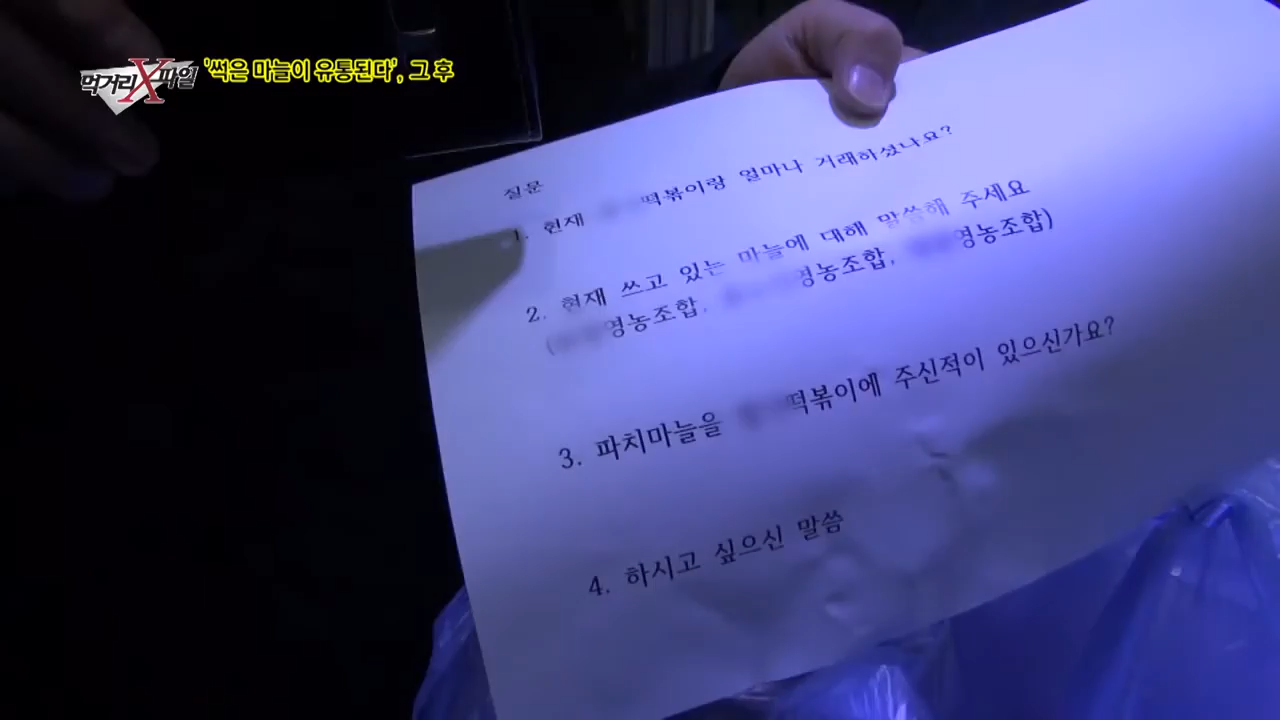 먹거리X파일 '썩은 마늘이 유통된다', 그 후
질문
1. 현재 떡볶이랑 얼마나 거래하셨나요?
2. 현재 쓰고 있는 마늘에 대해 말씀해 주세요
( 영농조합, 영농조합, 영농조합)
3. 파치마늘을 떡볶이에 주신적이 있으신가요?
4. 하시고 싶으신 말씀